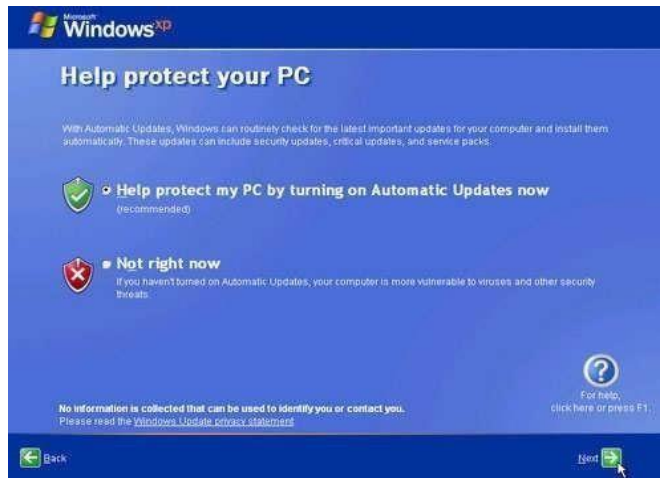 Microsoft
Windows xp
Help protect your PC
With Automatic Updates, Windows can routinely check for the latest important updates for your computer and install them
automatically. These updates can include security updates, critical updates, and service packs.
Help protect my PC by turning on Automatic Updates now
(recommended)
Not right now
If you haven't turned on Automatic Updates, your computer is more vulnerable to viruses and other security
threats.
For help,
click here or press F1.
No information is collected that can be used to identify you or contact you.
Please read the Windows Update privacy statement
Back
Next